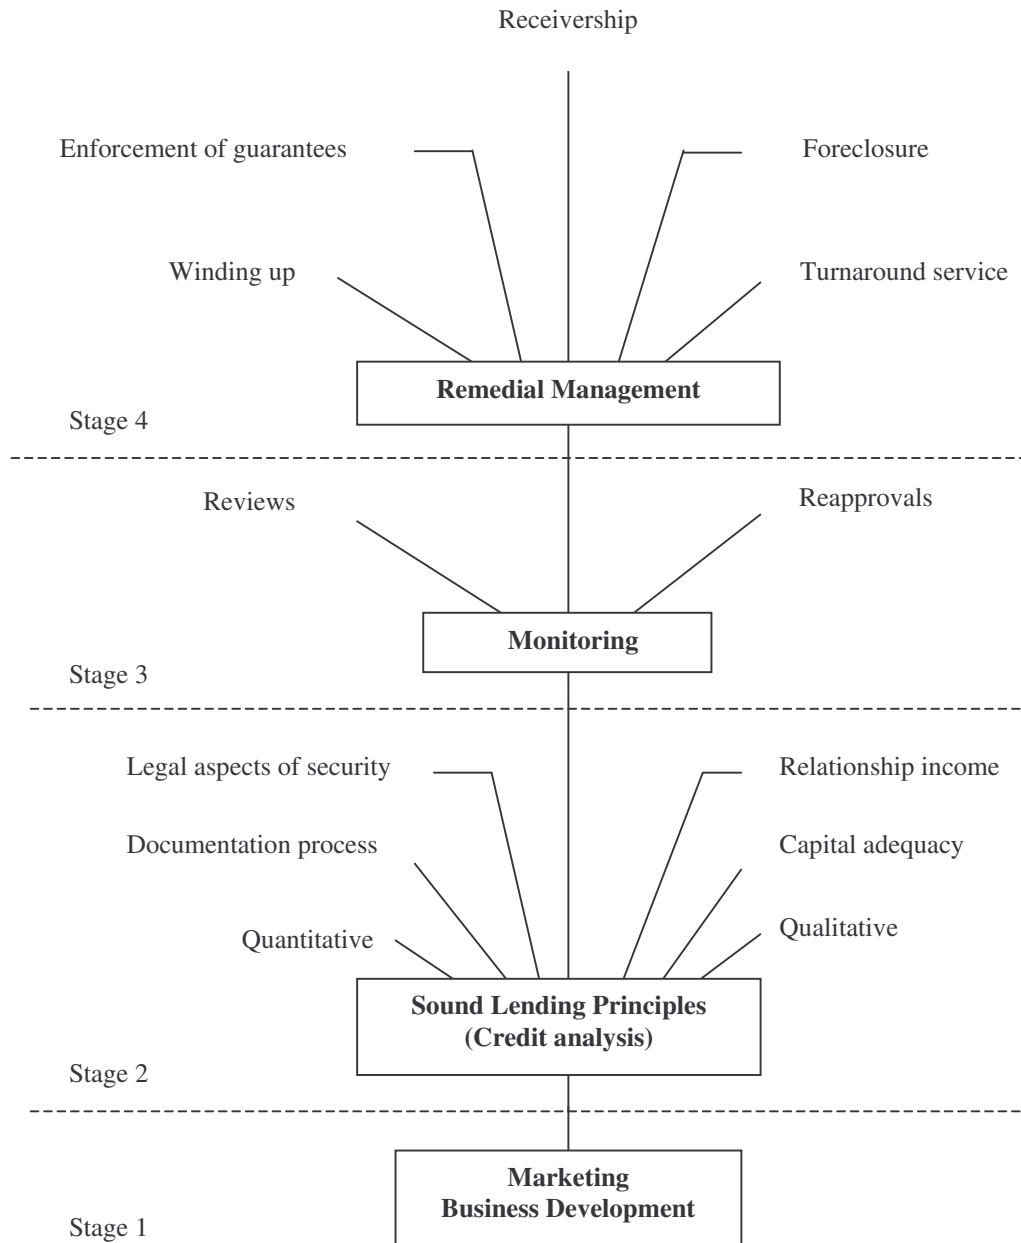 Receivership
Enforcement of guarantees
Foreclosure
Winding up
Turnaround service
Remedial Management
Stage 4
Reviews
Reapprovals
Monitoring
Stage 3
Legal aspects of security
Relationship income
Documentation process
Capital adequacy
Quantitative
Qualitative
Sound Lending Principles
(Credit analysis)
Stage 2
Marketing
Business Development
Stage 1